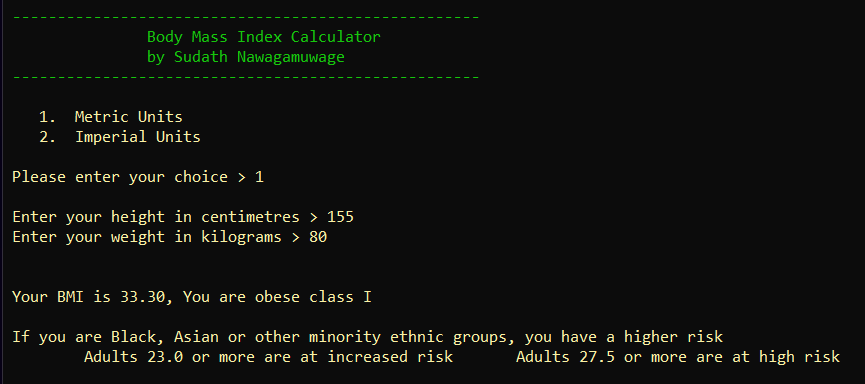 ----------------------------------------------------
Body Mass Index Calculator
by Sudath Nawagamuwage
----------------------------------------------------
1. Metric Units
2. Imperial Units
Please enter your choice > 1
Enter your height in centimetres > 155
Enter your weight in kilograms > 80
Your BMI is 33.30, You are obese class I
If you are Black, Asian or other minority ethnic groups, you have a higher risk
Adults 23.0 or more are at increased risk Adults 27.5 or more are at high risk